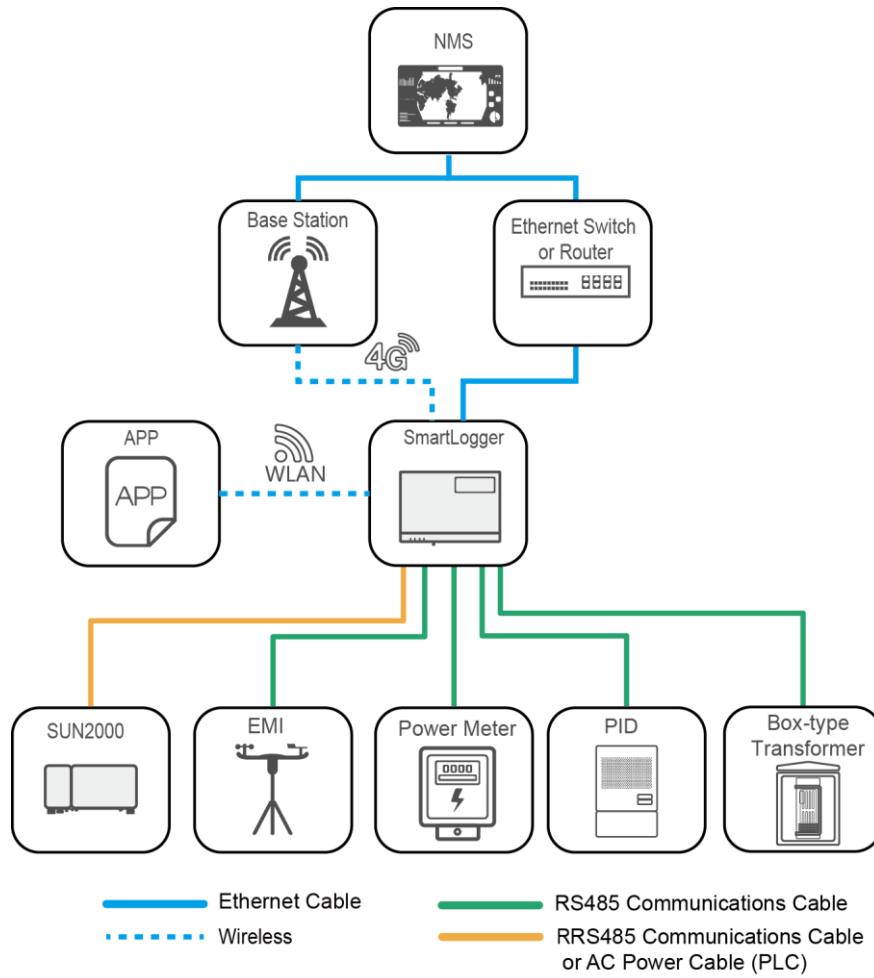 NMS
Base Station
Ethernet Switch
or Router
4G
APP
APP
WLAN
SmartLogger
SUN2000
EMI
Power Meter
PID
Box-type
Transformer
Ethernet Cable
RS485 Communications Cable
Wireless
RRS485 Communications Cable
or AC Power Cable (PLC)